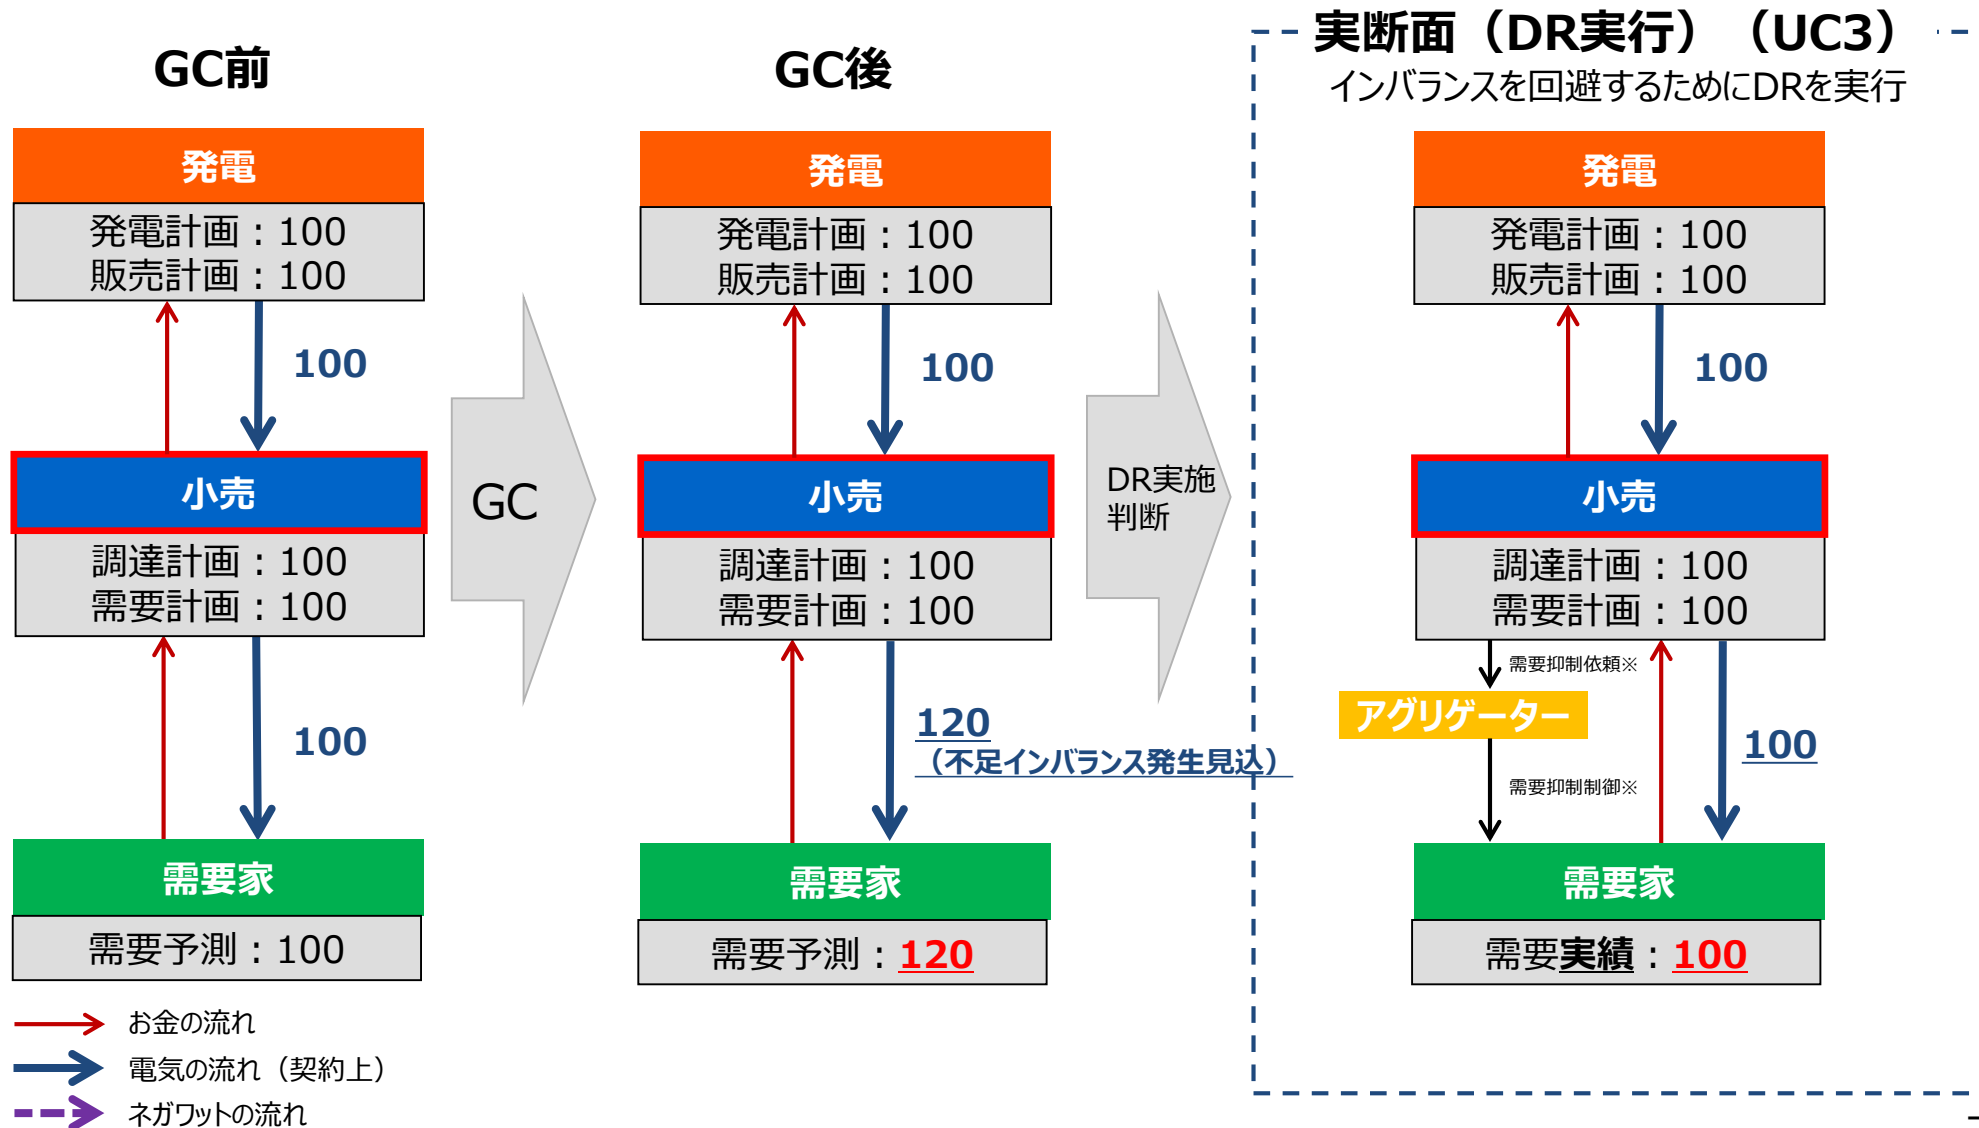 GC前
発電
発電計画：100
販売計画：100
100
小売
調達計画：100
需要計画：100
100
需要家
需要予測：100
GC
GC後
発電
発電計画：100
販売計画：100
100
小売
調達計画：100
需要計画：100
120
（不足インバランス発生見込）
需要家
需要予測：120
DR実施
判断
実断面（DR実行）（UC3）
インバランスを回避するためにDRを実行
発電
発電計画：100
販売計画：100
100
小売
調達計画：100
需要計画：100
需要抑制依頼※
アグリゲーター
100
需要抑制制御※
需要家
需要実績：100
お金の流れ
電気の流れ（契約上）
ネガワットの流れ